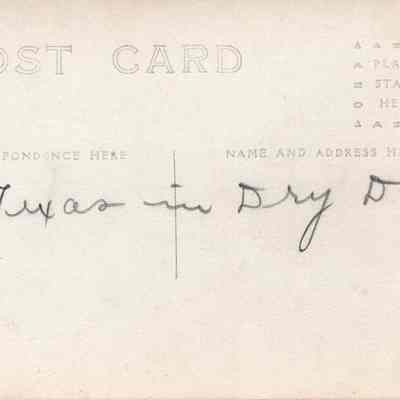 OST CARD
PLA
STA
HE
PONDENCE HERE
NAME AND ADDRESS H
Texas in Dry D